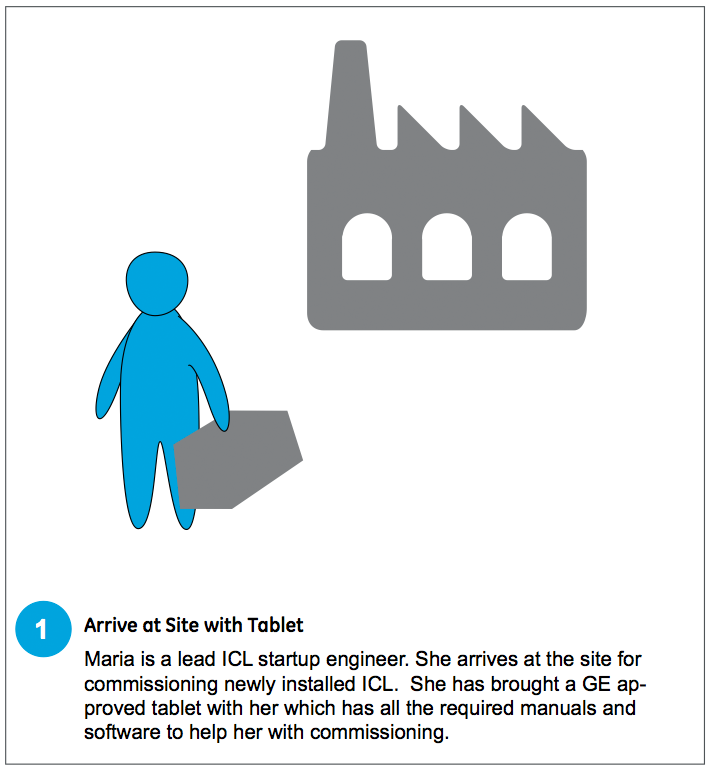 1
Arrive at Site with Tablet
Maria is a lead ICL startup engineer. She arrives at the site for
commissioning newly installed ICL.  She has brought a GE ap-
proved tablet with her which has all the required manuals and
software to help her with commissioning.